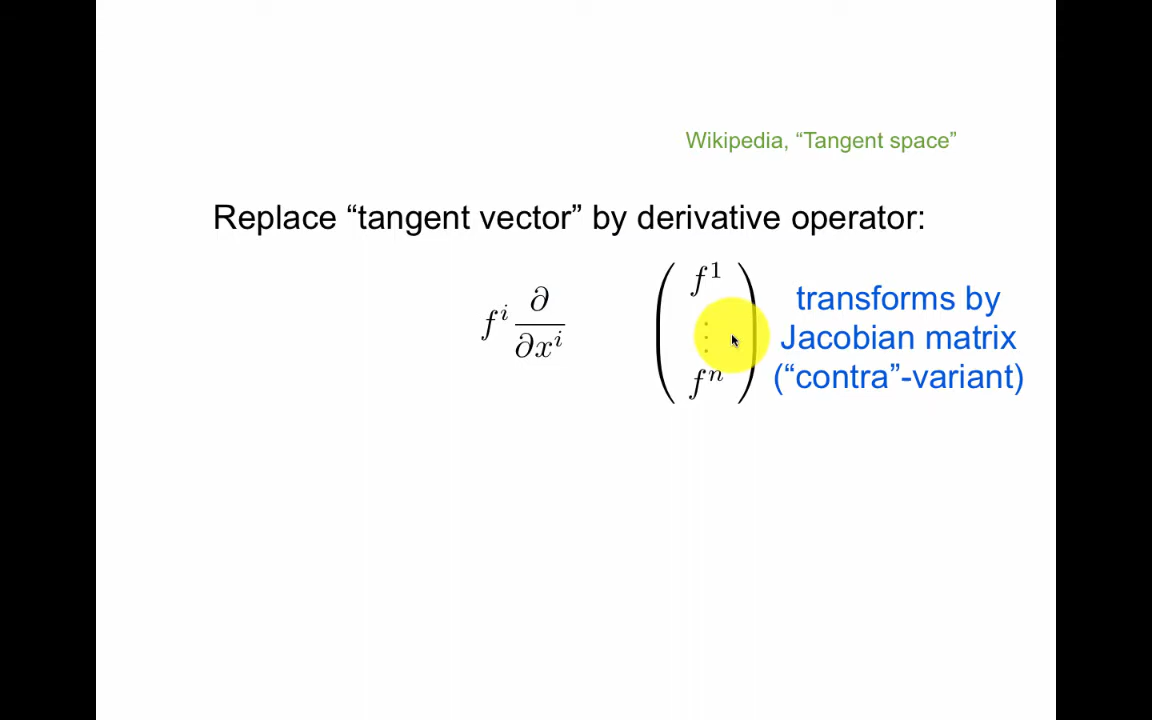 Wikipedia, “Tangent space”
Replace “tangent vector” by derivative operator:
f^i ∂/∂x^i
f^1
⋮
f^n
transforms by
Jacobian matrix
(“contra”-variant)